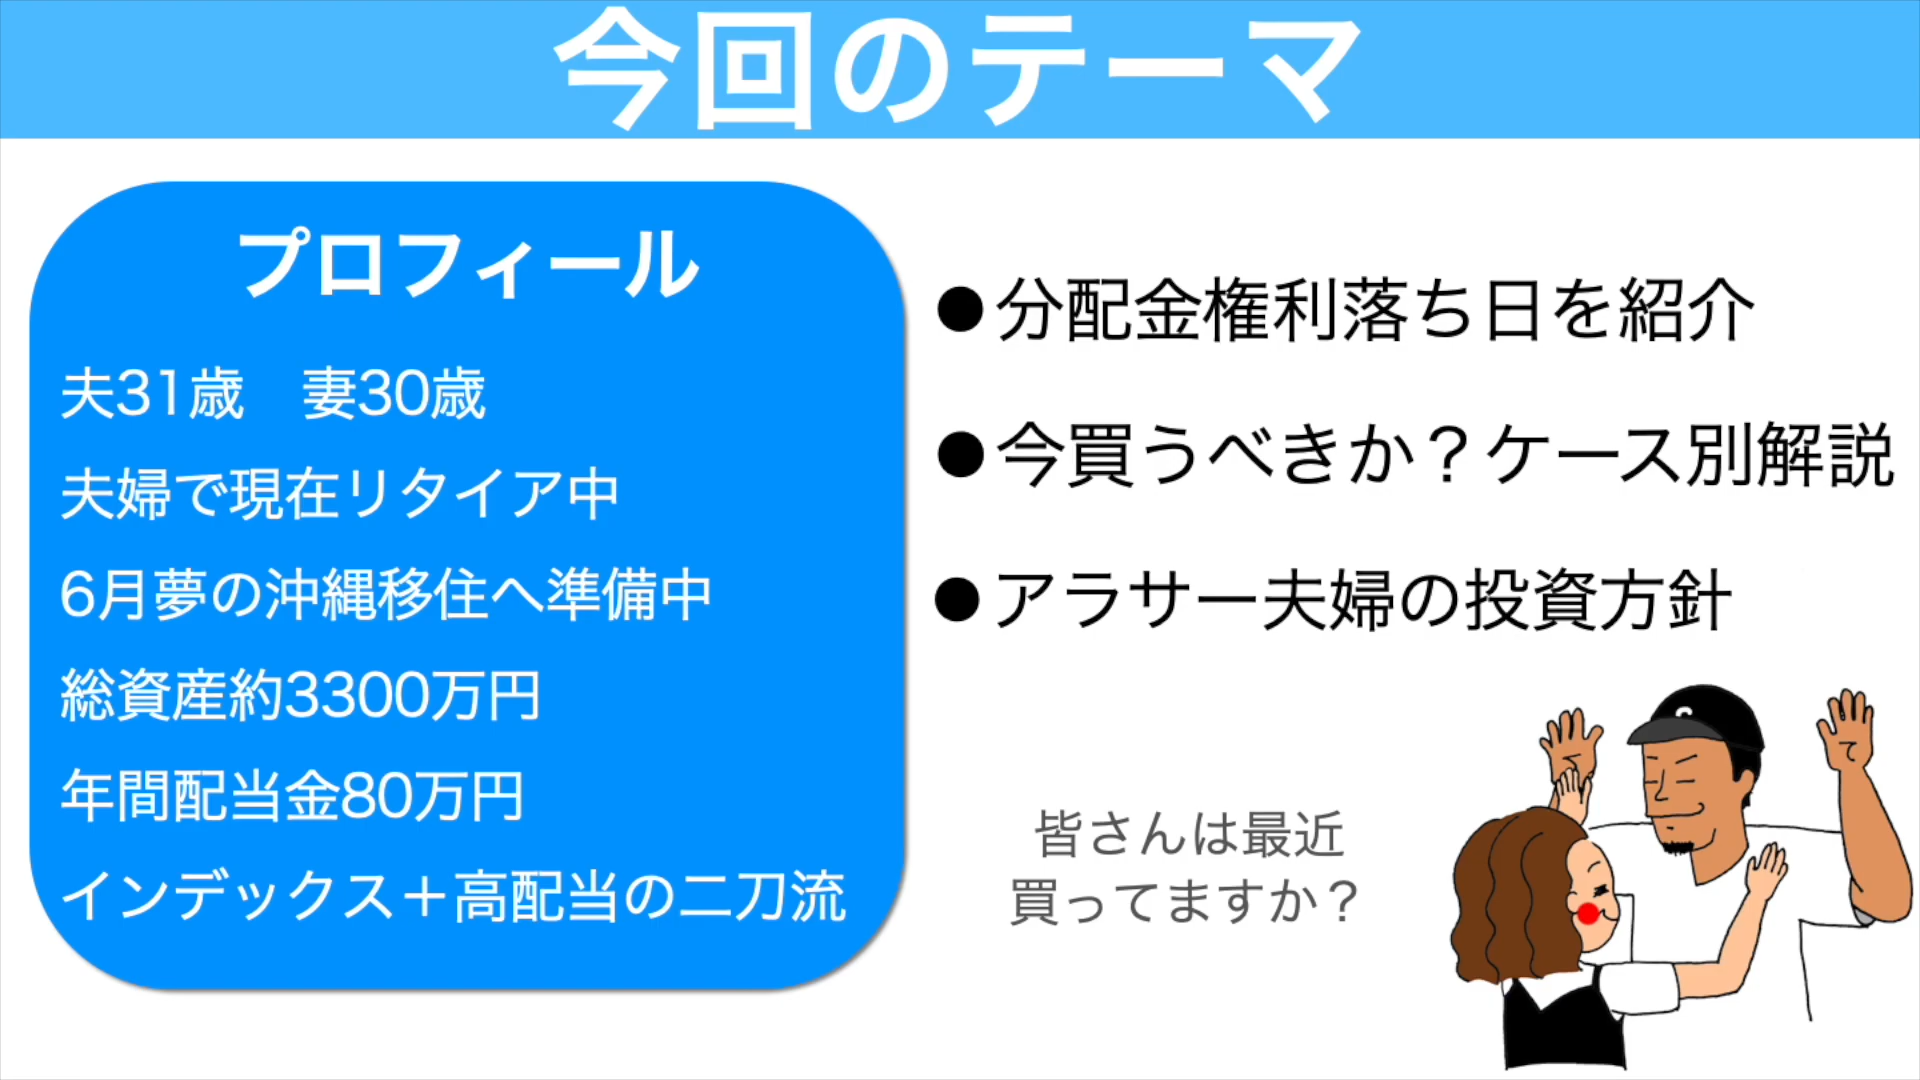 今回のテーマ
プロフィール
夫31歳　妻30歳
夫婦で現在リタイア中
6月夢の沖縄移住へ準備中
総資産約3300万円
年間配当金80万円
インデックス＋高配当の二刀流
●分配金権利落ち日を紹介
●今買うべきか？ケース別解説
●アラサー夫婦の投資方針
皆さんは最近
買ってますか？